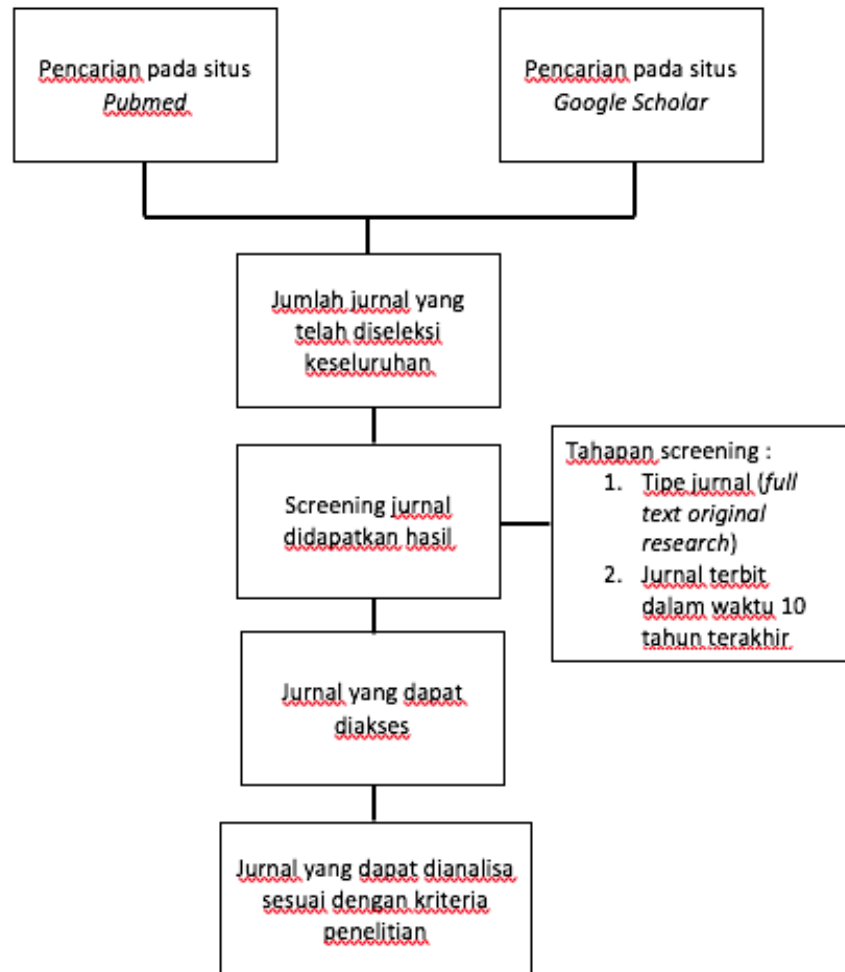 Pencarian pada situs
Pubmed
Pencarian pada situs
Google Scholar
Jumlah jurnal yang
telah diseleksi
keseluruhan
Screening jurnal
didapatkan hasil
Tahapan screening :
1. Tipe jurnal (full
text original
research)
2. Jurnal terbit
dalam waktu 10
tahun terakhir
Jurnal yang dapat
diakses
Jurnal yang dapat dianalisa
sesuai dengan kriteria
penelitian